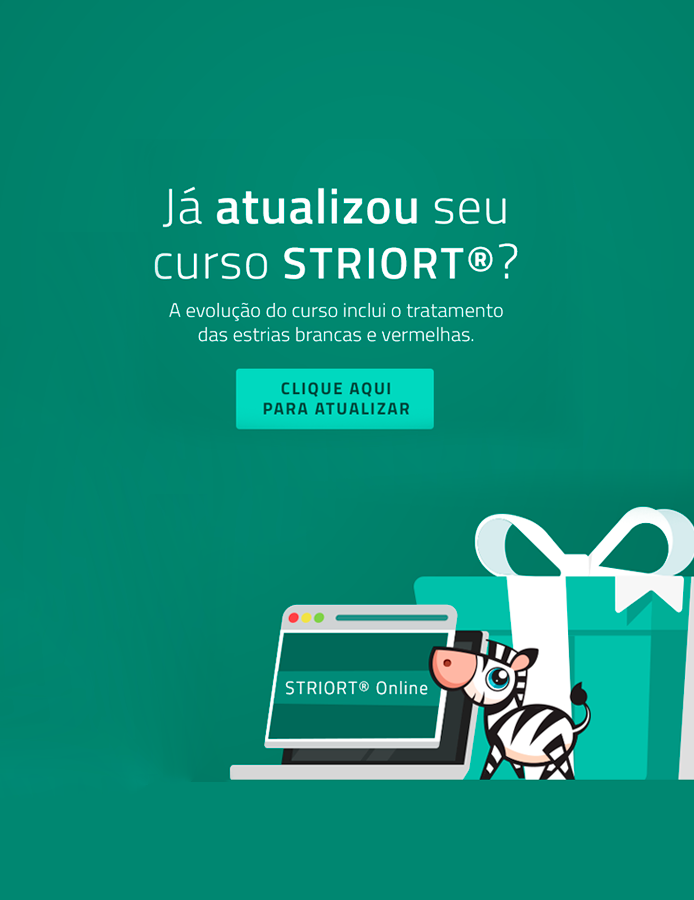 Já atualizou seu
curso STRIORT®?
A evolução do curso inclui o tratamento
das estrias brancas e vermelhas.
CLIQUE AQUI
PARA ATUALIZAR
STRIORT® Online